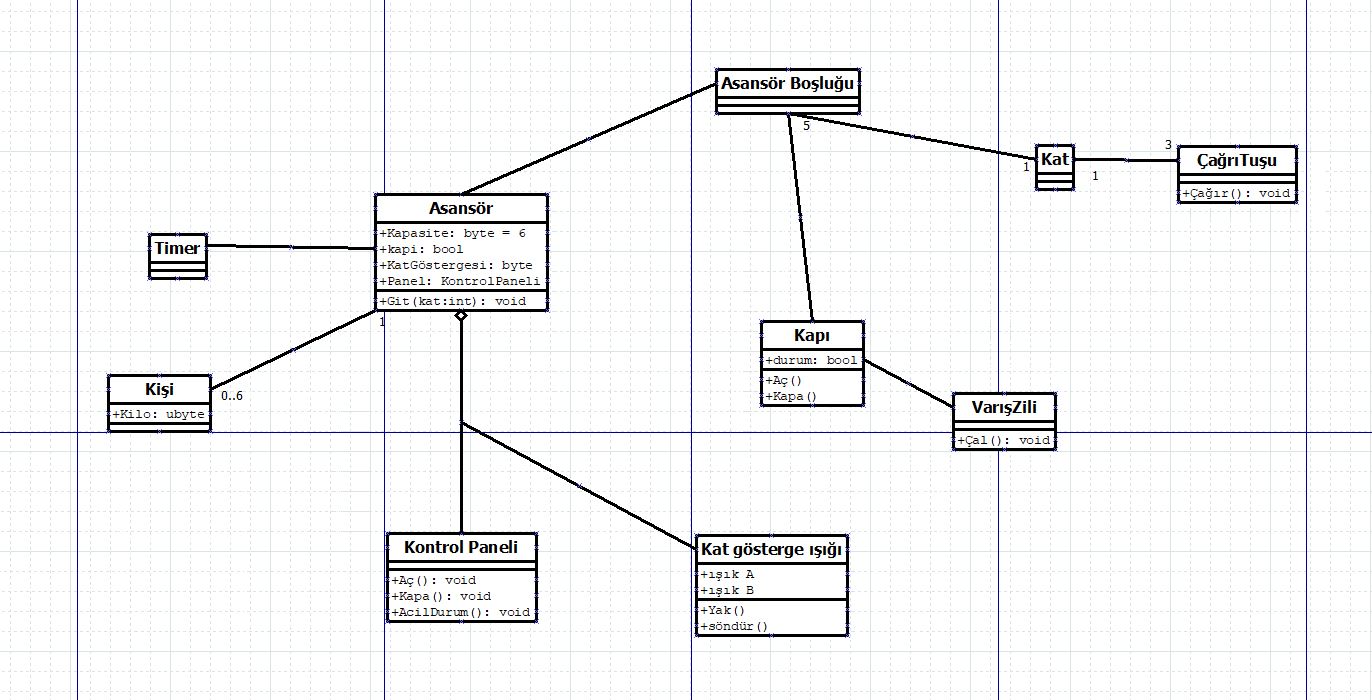 Asansör Boşluğu
5
1
Kat
1
3
ÇağrıTuşu
+Çağır(): void
Asansör
+Kapasite: byte = 6
+kapi: bool
+KatGöstergesi: byte
+Panel: KontrolPaneli
+Git(kat:int): void
1
Timer
Kişi
+Kilo: ubyte
0..6
Kapı
+durum: bool
+Aç()
+Kapa()
VarışZili
+Çal(): void
Kontrol Paneli
+Aç(): void
+Kapa(): void
+AcilDurum(): void
Kat gösterge ışığı
+ışık A
+ışık B
+Yak()
+söndür()